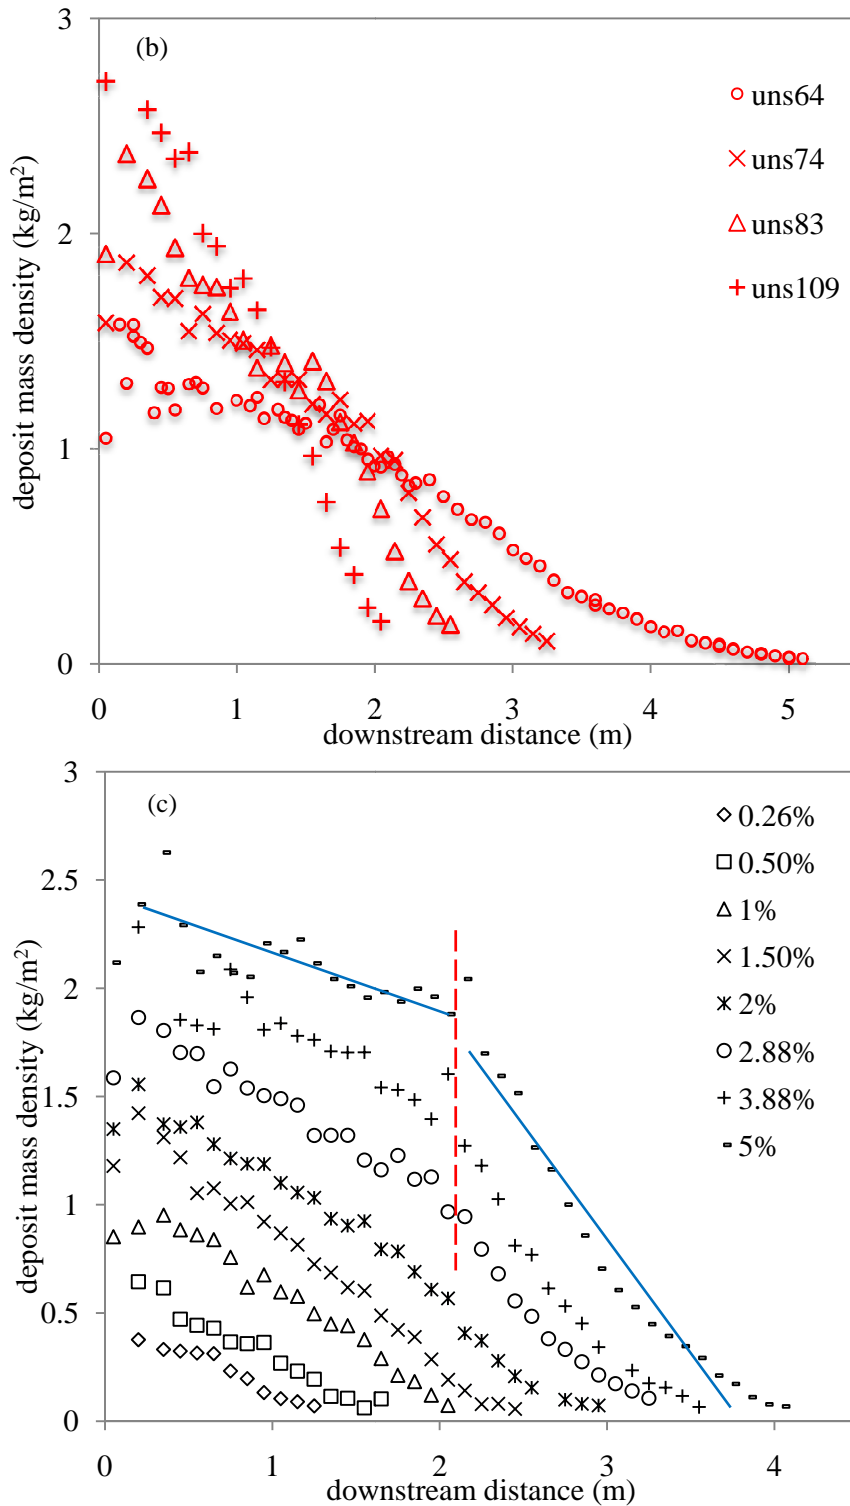 3
(b)
uns64
uns74
uns83
uns109
2
1
0
deposit mass density (kg/m²)
0 1 2 3 4 5
downstream distance (m)
3
(c)
0.26%
0.50%
1%
1.50%
2%
2.88%
3.88%
5%
2.5
2
1.5
1
0.5
0
deposit mass density (kg/m²)
0 1 2 3 4
downstream distance (m)